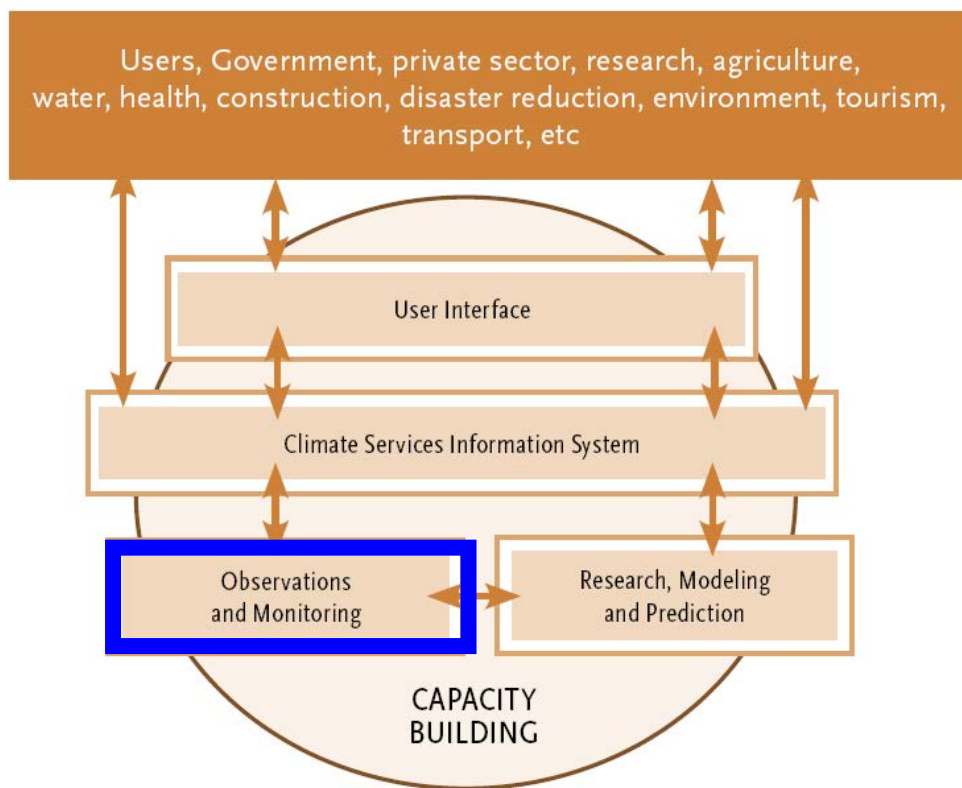 Users, Government, private sector, research, agriculture,
water, health, construction, disaster reduction, environment, tourism,
transport, etc
User Interface
Climate Services Information System
Observations
and Monitoring
Research, Modeling
and Prediction
CAPACITY
BUILDING